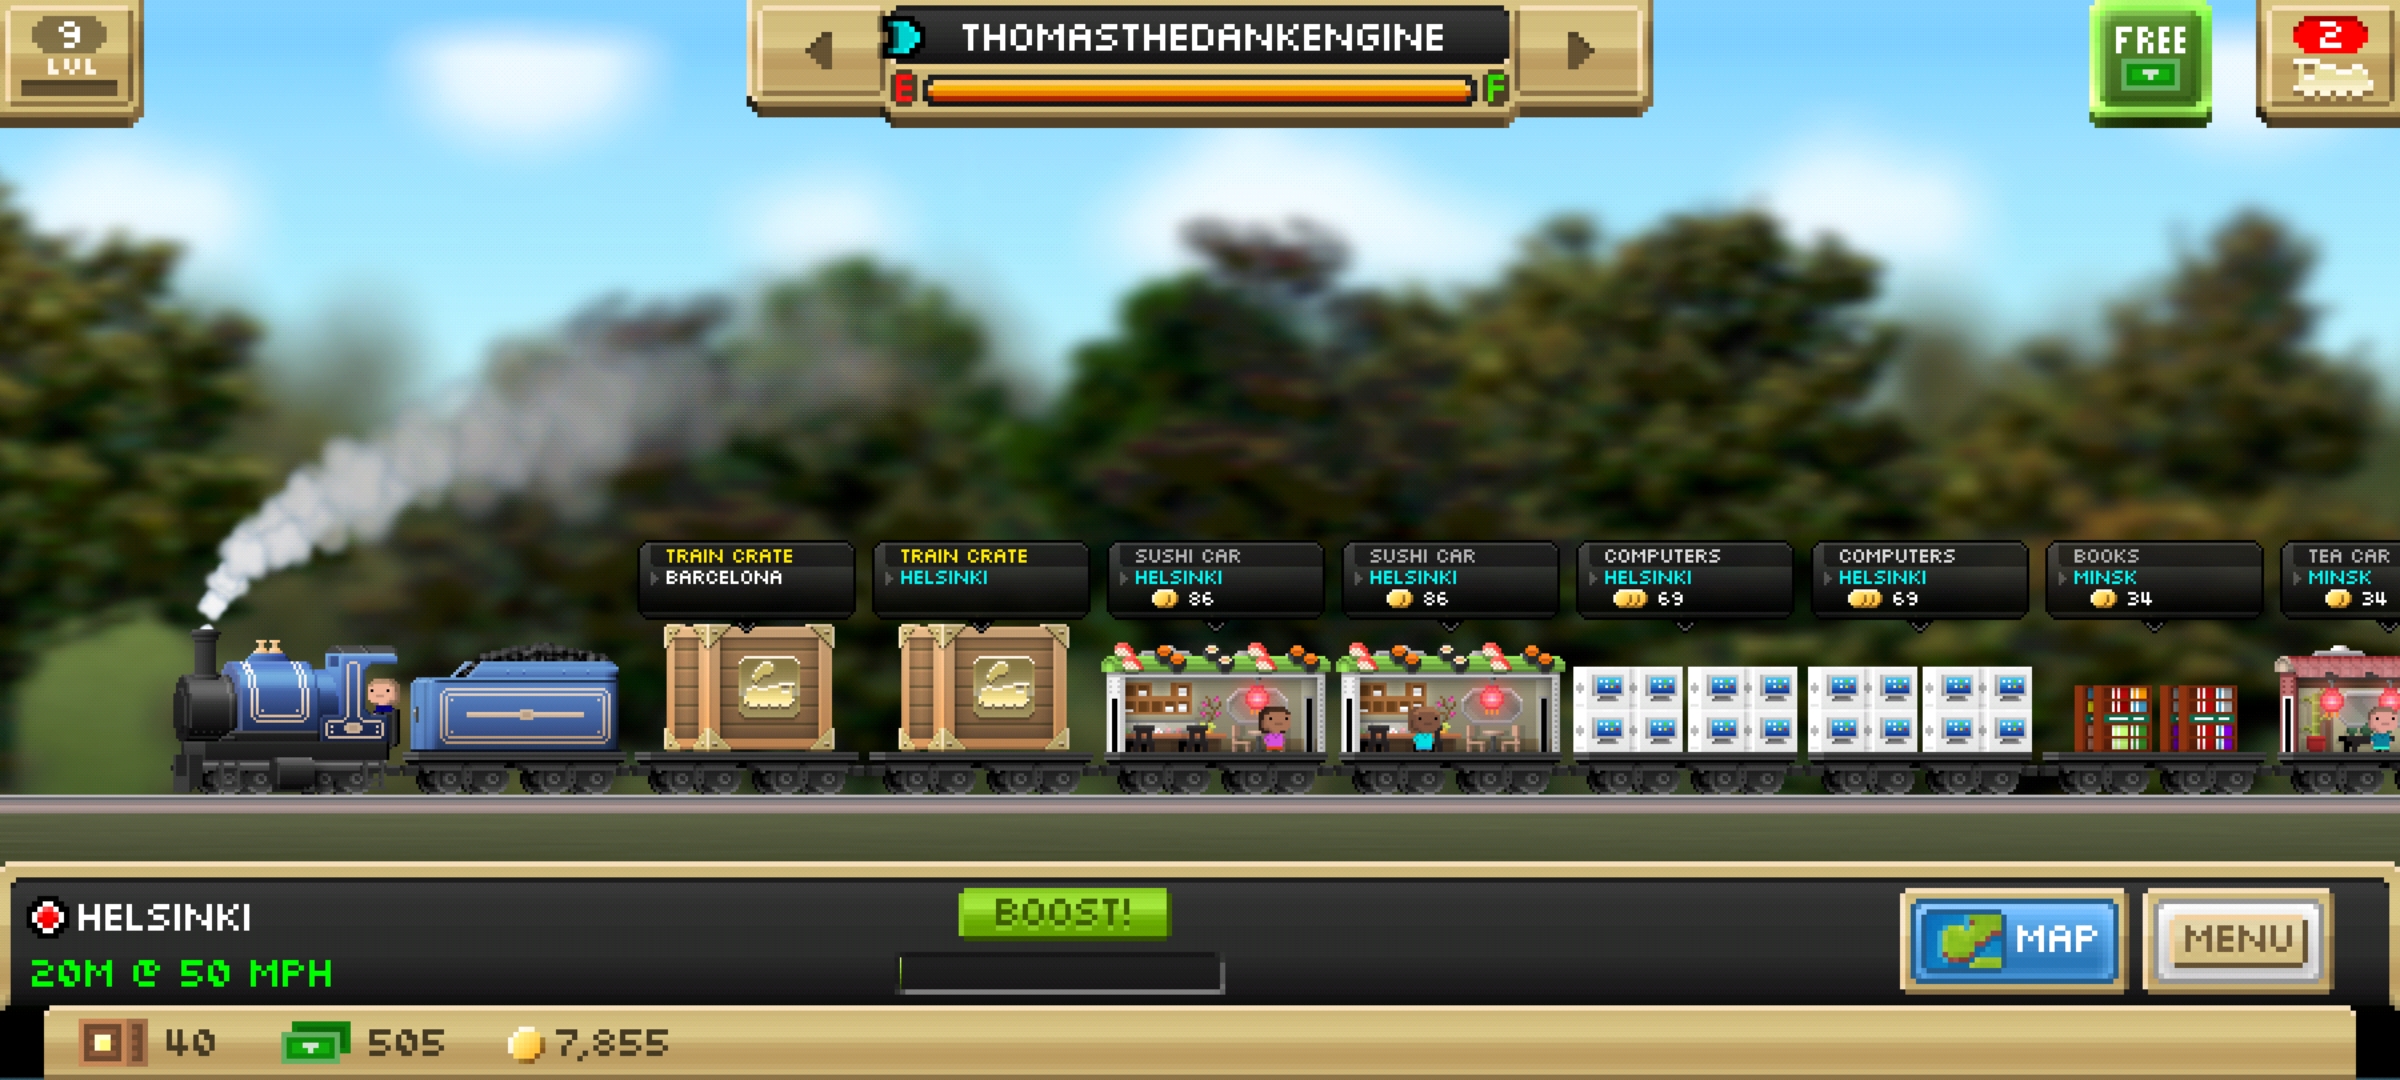 9
LVL
THOMASTHEDANKENGINE
E F
FREE
2
TRAIN CRATE
BARCELONA
TRAIN CRATE
HELSINKI
SUSHI CAR
HELSINKI
86
SUSHI CAR
HELSINKI
86
COMPUTERS
HELSINKI
69
COMPUTERS
HELSINKI
69
BOOKS
MINSK
34
TEA CAR
MINSK
34
HELSINKI
20M @ 50 MPH
BOOST!
MAP
MENU
40
505
7,855